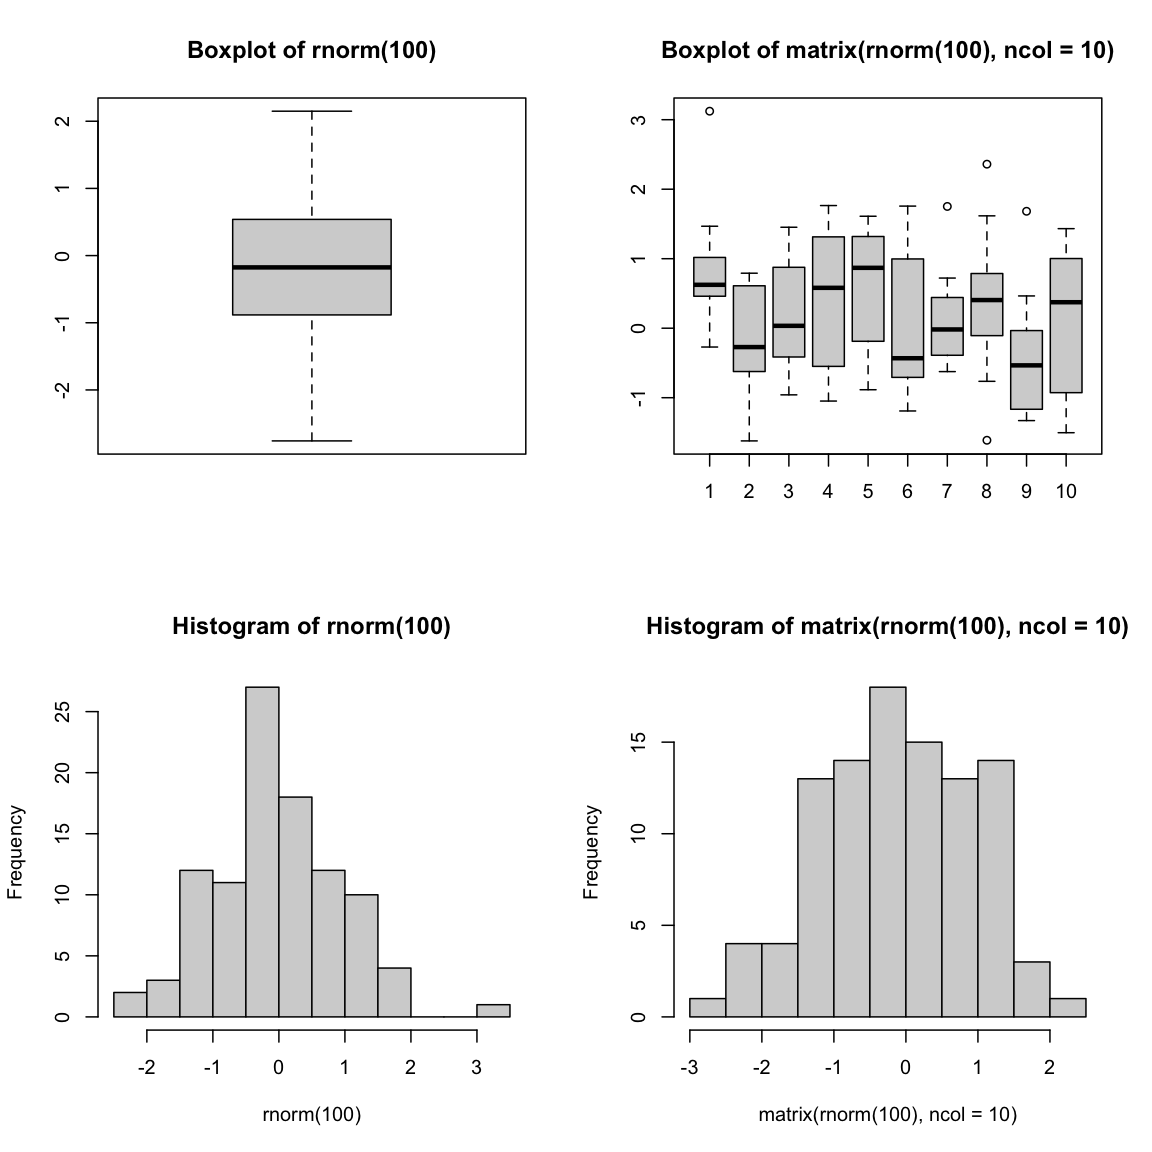 Boxplot of rnorm(100)
2
1
0
-1
-2
Boxplot of matrix(rnorm(100), ncol = 10)
3
2
1
0
-1
1 2 3 4 5 6 7 8 9 10
Histogram of rnorm(100)
Frequency
25
20
15
10
5
0
-2 -1 0 1 2 3
rnorm(100)
Histogram of matrix(rnorm(100), ncol = 10)
Frequency
15
10
5
0
-3 -2 -1 0 1 2
matrix(rnorm(100), ncol = 10)